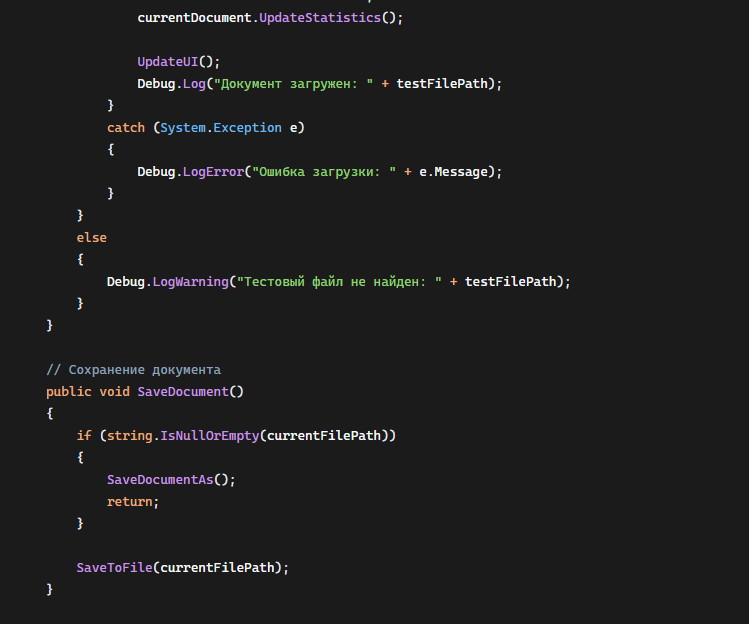 currentDocument.UpdateStatistics();
UpdateUI();
Debug.Log("Документ загружен: " + testFilePath);
}
catch (System.Exception e)
{
Debug.LogError("Ошибка загрузки: " + e.Message);
}
}
else
{
Debug.LogWarning("Тестовый файл не найден: " + testFilePath);
}
}
// Сохранение документа
public void SaveDocument()
{
if (string.IsNullOrEmpty(currentFilePath))
{
SaveDocumentAs();
return;
}
SaveToFile(currentFilePath);
}